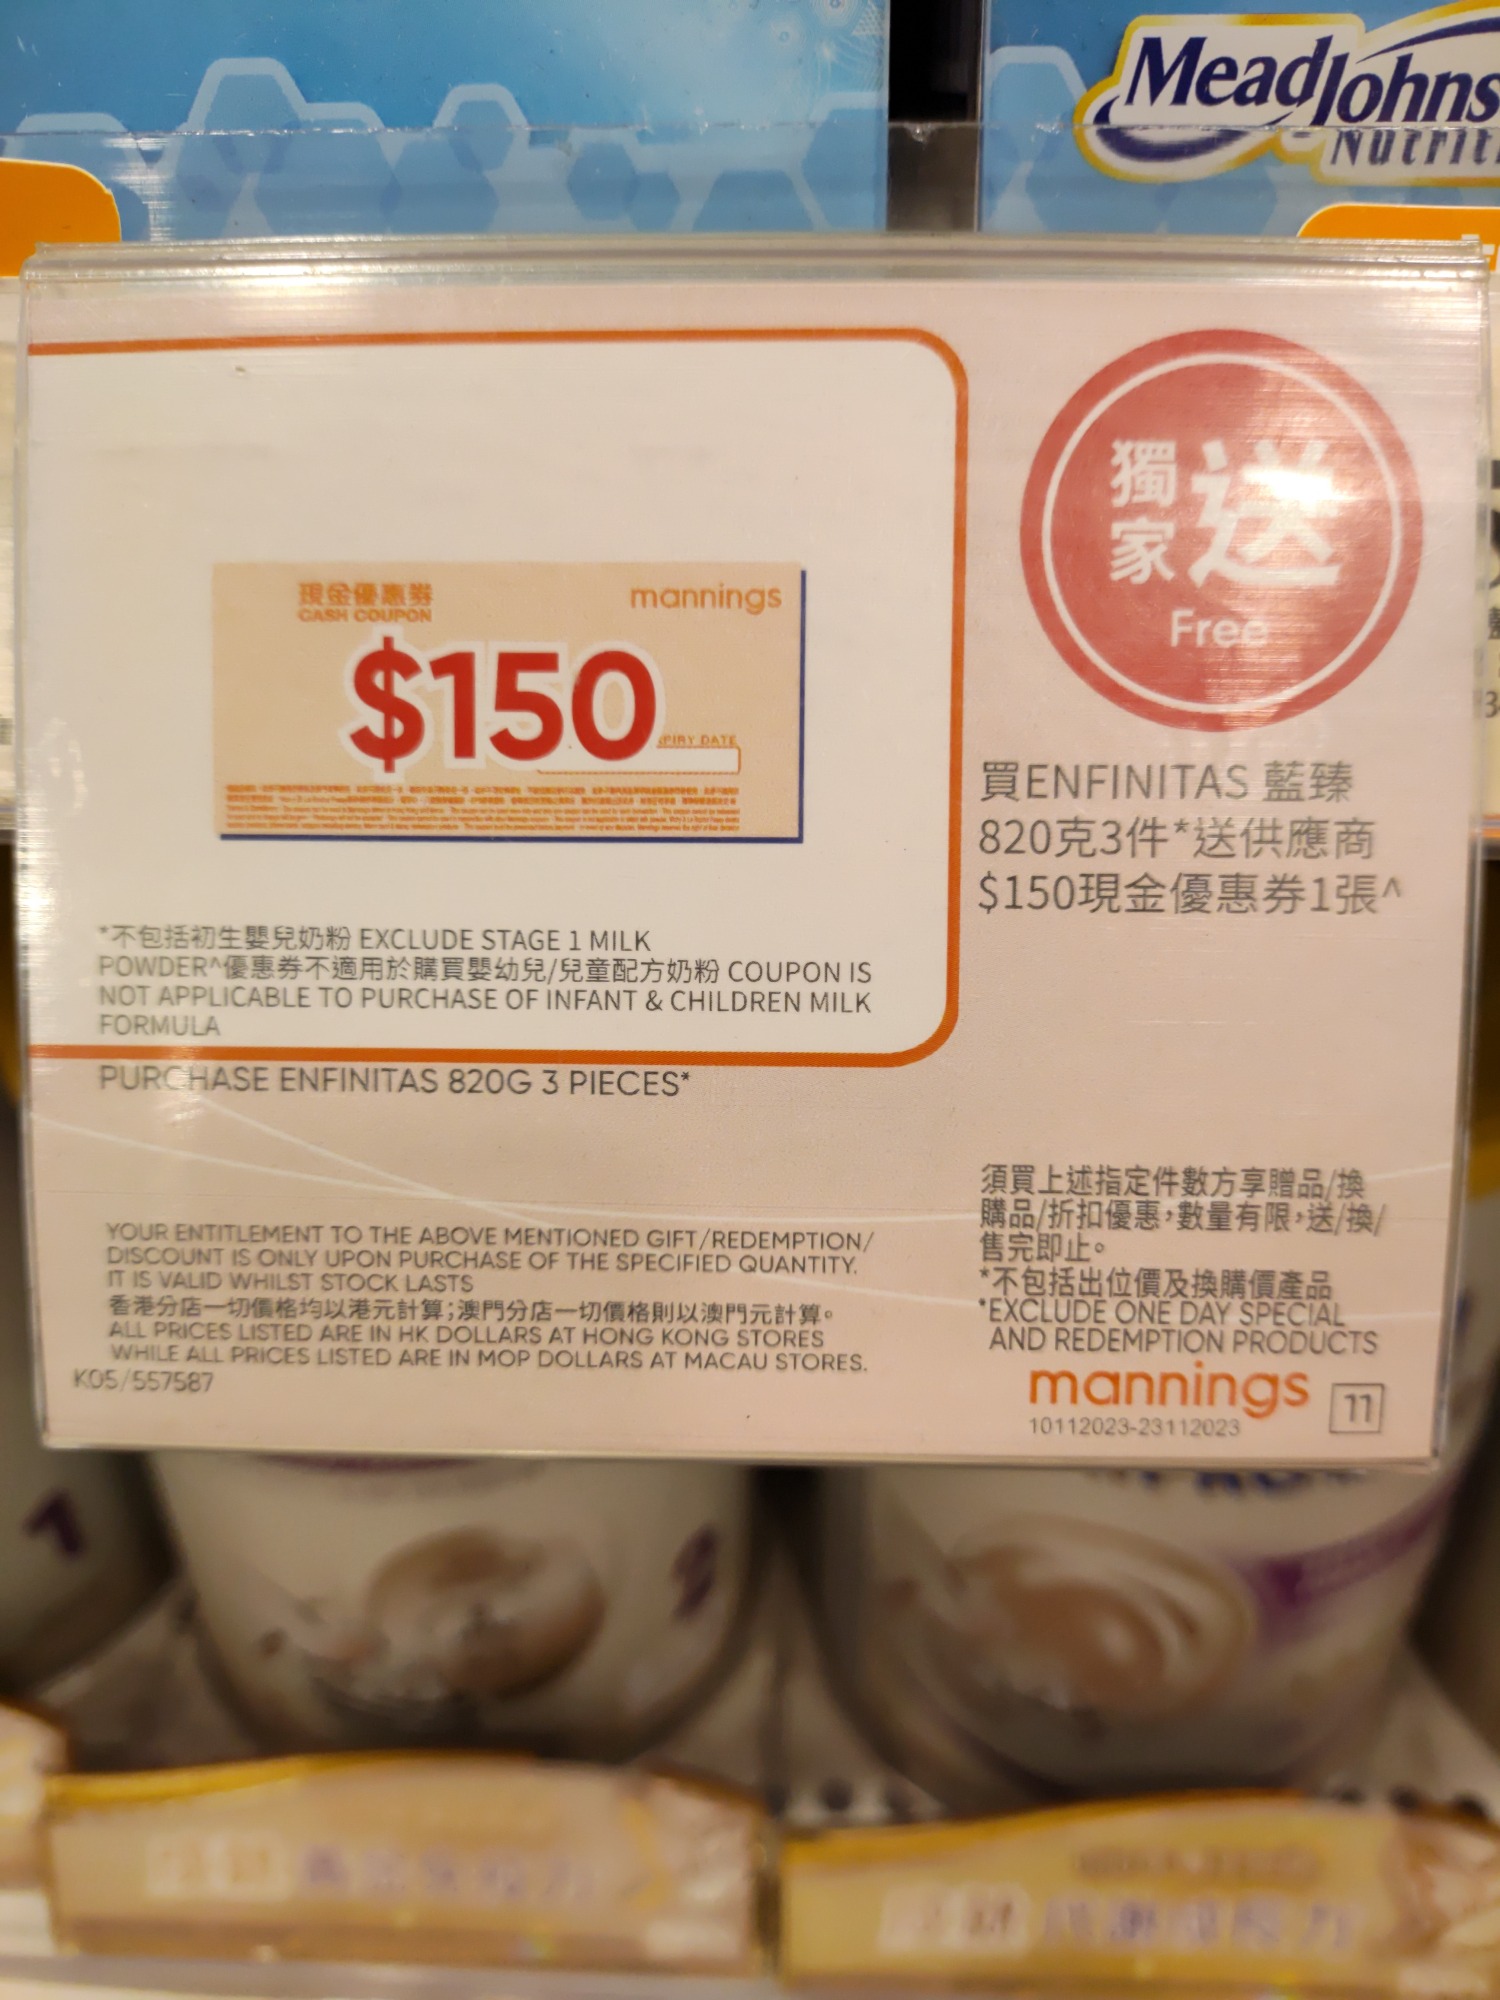 MeadJohns
Nutriti
獨家送
Free
現金優惠券
mannings
CASH COUPON
$150
PIRY DATE
買ENFINITAS 藍臻
820克3件*送供應商
$150現金優惠券1張^
*不包括初生嬰兒奶粉 EXCLUDE STAGE 1 MILK
POWDER^優惠券不適用於購買嬰幼兒/兒童配方奶粉 COUPON IS
NOT APPLICABLE TO PURCHASE OF INFANT & CHILDREN MILK
FORMULA
PURCHASE ENFINITAS 820G 3 PIECES*
YOUR ENTITLEMENT TO THE ABOVE MENTIONED GIFT/REDEMPTION/
DISCOUNT IS ONLY UPON PURCHASE OF THE SPECIFIED QUANTITY.
IT IS VALID WHILST STOCK LASTS
香港分店一切價格均以港元計算;澳門分店一切價格則以澳門元計算。
ALL PRICES LISTED ARE IN HK DOLLARS AT HONG KONG STORES
WHILE ALL PRICES LISTED ARE IN MOP DOLLARS AT MACAU STORES.
K05/557587
須買上述指定件數方享贈品/換
購品/折扣優惠,數量有限,送/換/
售完即止。
*不包括出位價及換購價產品
*EXCLUDE ONE DAY SPECIAL
AND REDEMPTION PRODUCTS
mannings
11
10112023-23112023
1